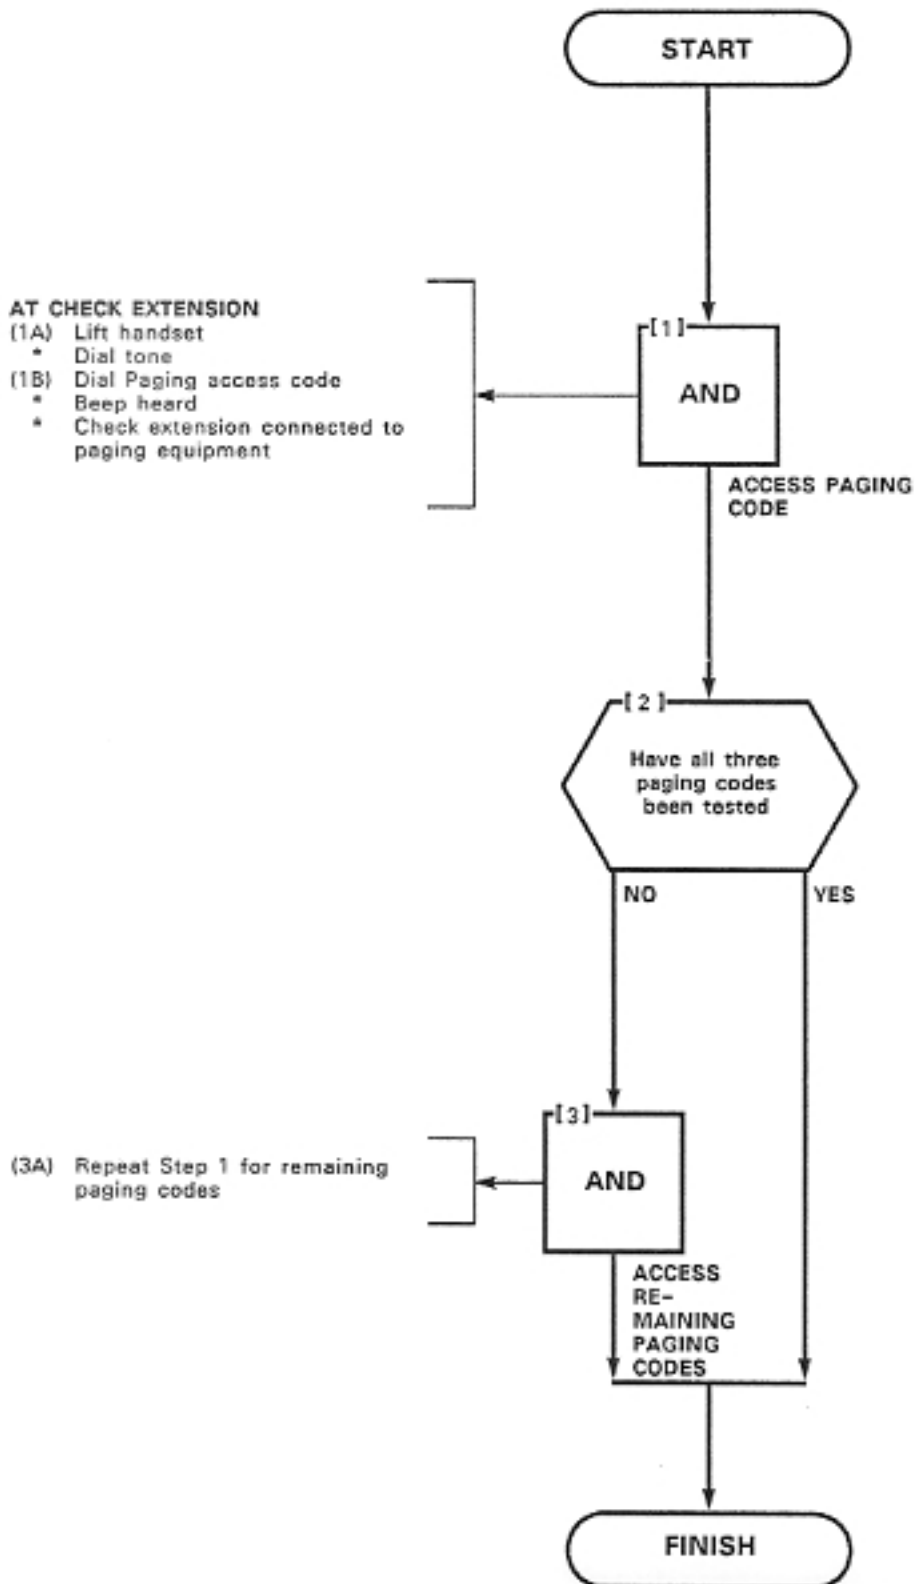 START
AT CHECK EXTENSION
(1A) Lift handset
* Dial tone
(1B) Dial Paging access code
* Beep heard
* Check extension connected to
paging equipment
[1]
AND
ACCESS PAGING
CODE
[2]
Have all three
paging codes
been tested
NO
YES
[3]
AND
(3A) Repeat Step 1 for remaining
paging codes
ACCESS
RE-
MAINING
PAGING
CODES
FINISH